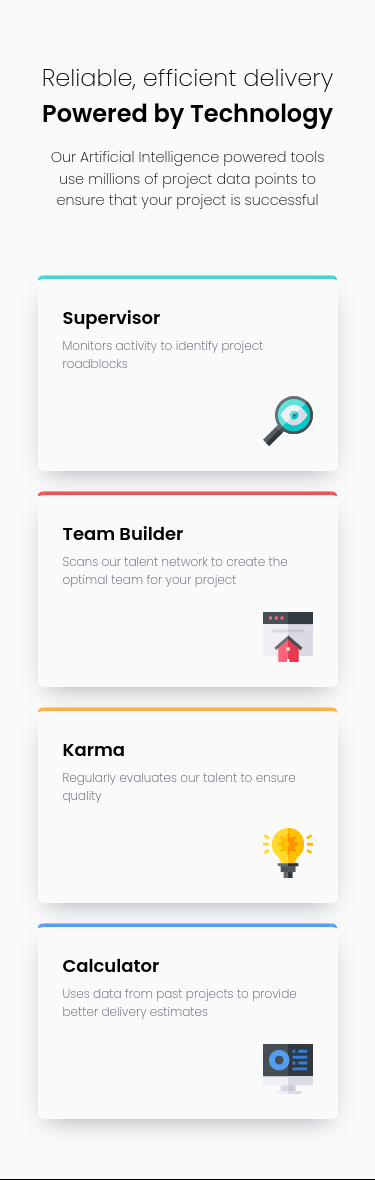 Reliable, efficient delivery
Powered by Technology
Our Artificial Intelligence powered tools
use millions of project data points to
ensure that your project is successful
Supervisor
Monitors activity to identify project
roadblocks
Team Builder
Scans our talent network to create the
optimal team for your project
Karma
Regularly evaluates our talent to ensure
quality
Calculator
Uses data from past projects to provide
better delivery estimates